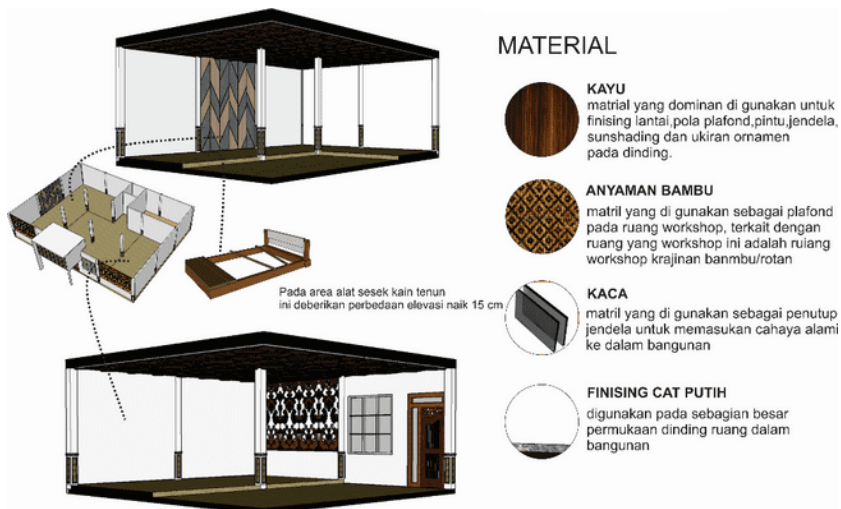 MATERIAL
KAYU
matrial yang dominan di gunakan untuk
finising lantai,pola plafond,pintu,jendela,
sunshading dan ukiran ornamen
pada dinding.
ANYAMAN BAMBU
matril yang di gunakan sebagai plafond
pada ruang workshop, terkait dengan
ruang yang workshop ini adalah ruiang
workshop krajinan banmbu/rotan
Pada area alat sesek kain tenun
ini deberikan perbedaan elevasi naik 15 cm
KACA
matril yang di gunakan sebagai penutup
jendela untuk memasukan cahaya alami
ke dalam bangunan
FINISING CAT PUTIH
digunakan pada sebagian besar
permukaan dinding ruang dalam
bangunan